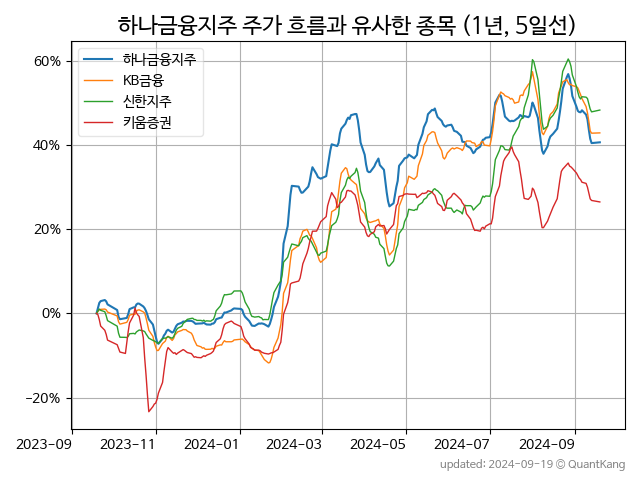 하나금융지주 주가 흐름과 유사한 종목 (1년, 5일선)
하나금융지주
KB금융
신한지주
키움증권
60%
40%
20%
0%
−20%
2023-09
2023-11
2024-01
2024-03
2024-05
2024-07
2024-09
updated: 2024-09-19 © QuantKang